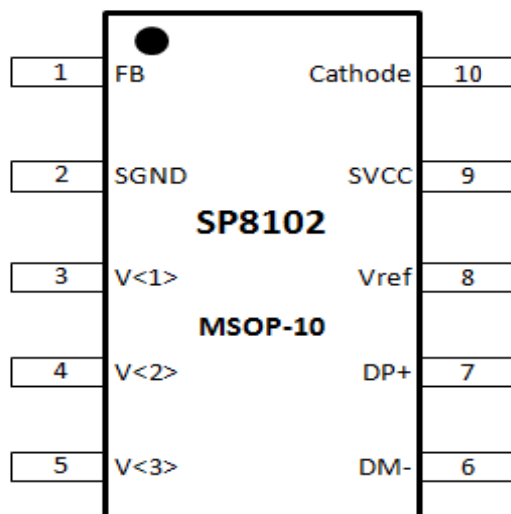 1 FB Cathode 10
2 SGND SVCC 9
SP8102
3 V<1> Vref 8
MSOP-10
4 V<2> DP+ 7
5 V<3> DM- 6